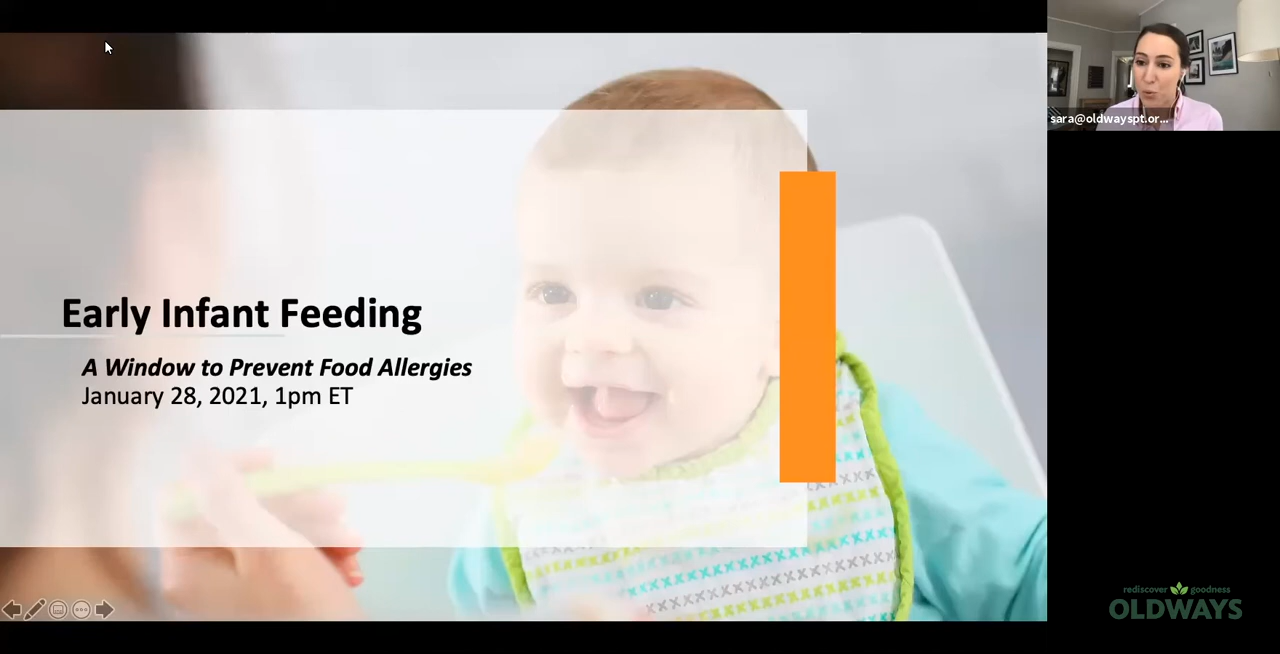 sara@oldwayspt.or...
Early Infant Feeding
A Window to Prevent Food Allergies
January 28, 2021, 1pm ET
rediscover goodness
OLDWAYS